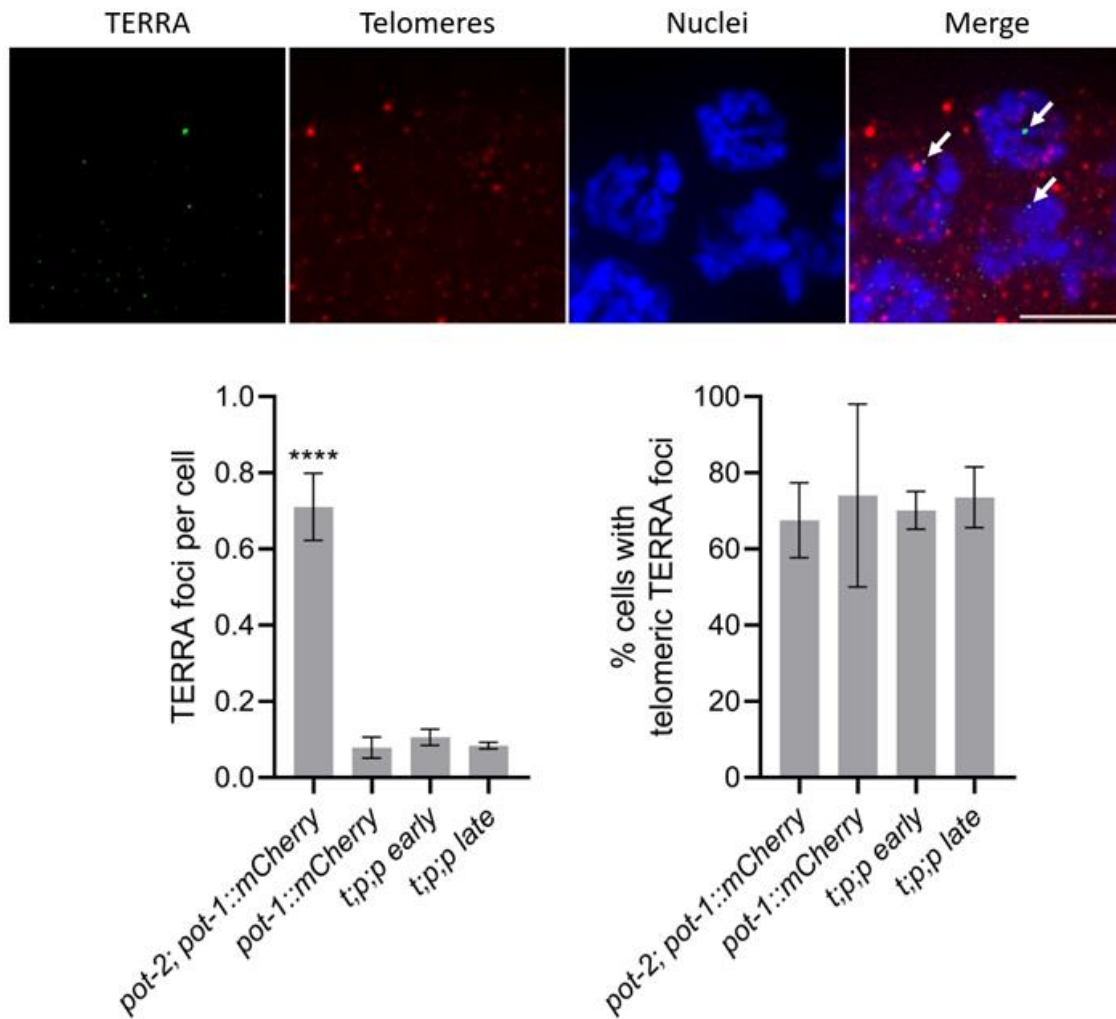 TERRA
Telomeres
Nuclei
Merge
TERRA foci per cell
1.0
0.8
0.6
0.4
0.2
0.0
****
pot-2; pot-1::mCherry
pot-1::mCherry
t;p;p early
t;p;p late
% cells with
telomeric TERRA foci
100
80
60
40
20
0
pot-2; pot-1::mCherry
pot-1::mCherry
t;p;p early
t;p;p late